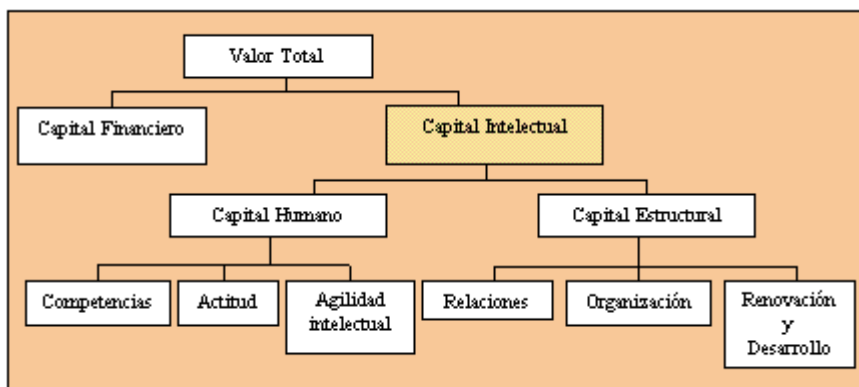 Valor Total
Capital Financiero
Capital Intelectual
Capital Humano
Capital Estructural
Competencias
Actitud
Agilidad
intelectual
Relaciones
Organización
Renovación
y
Desarrollo